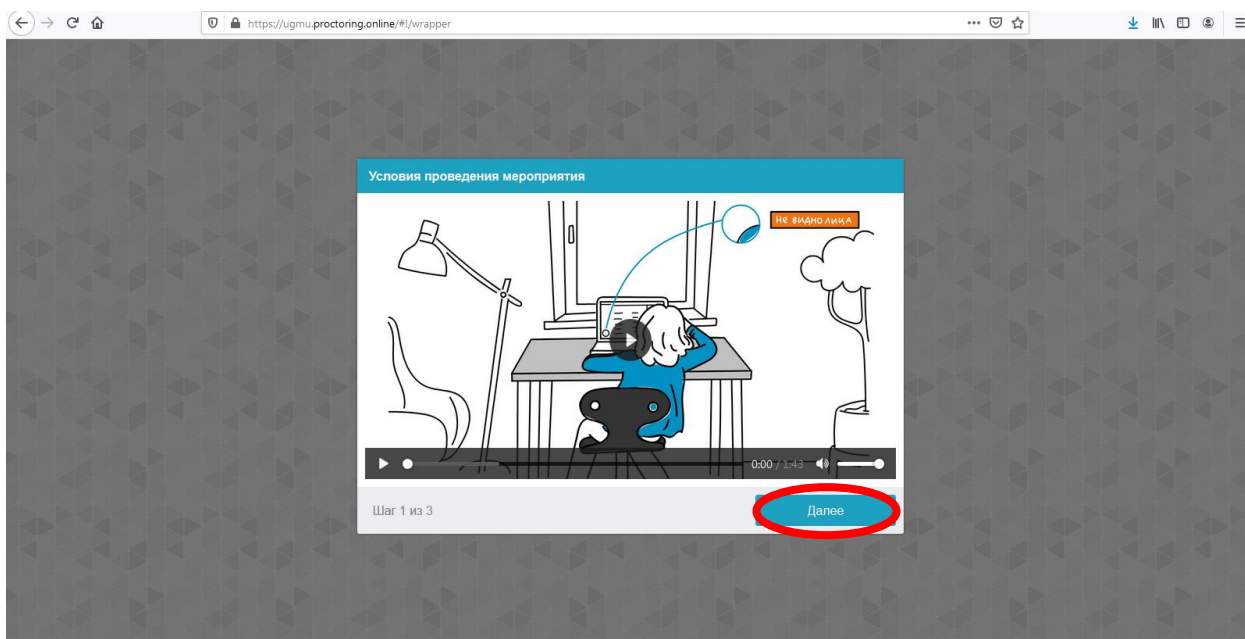 https://ugmu.proctoring.online/#!/wrapper
Условия проведения мероприятия
Не видно лица
0:00 / 1:43
Шаг 1 из 3
Далее